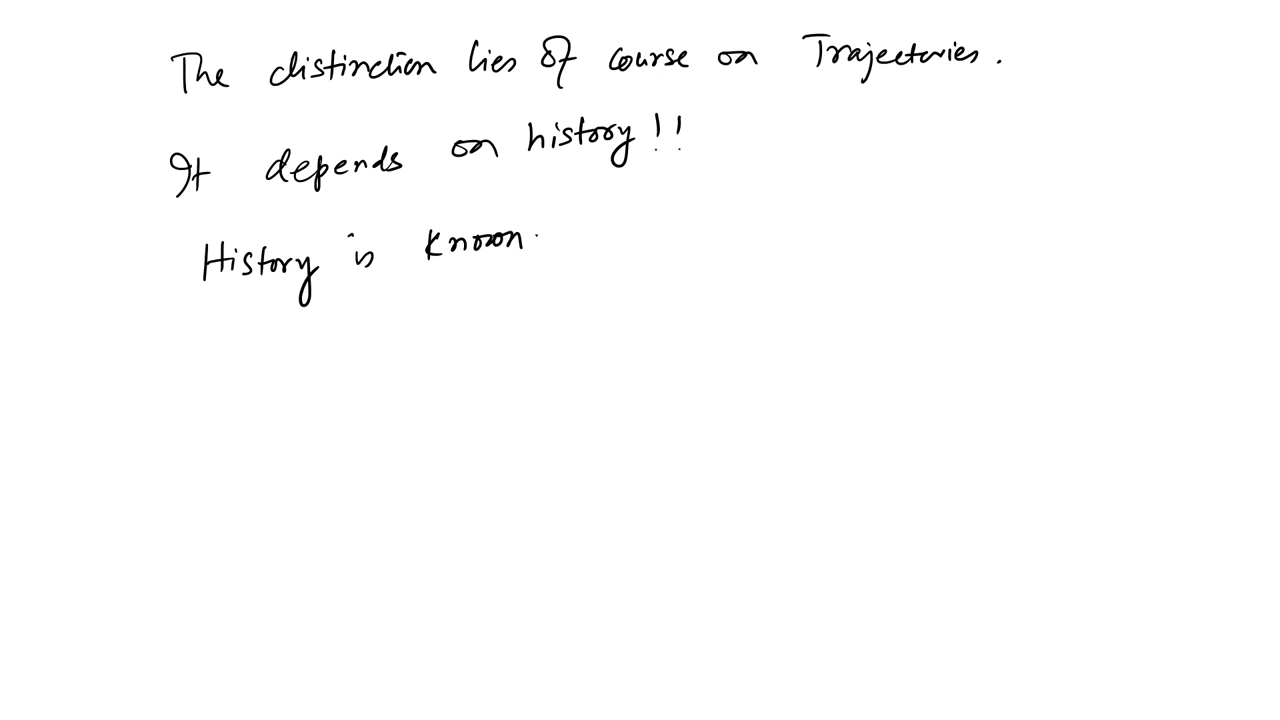 The distinction lies of course on Trajectories.
It depends on history!!
History is known.